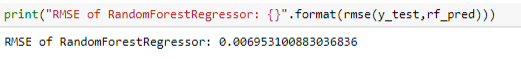 print("RMSE of RandomForestRegressor: {}".format(rmse(y_test,rf_pred)))
RMSE of RandomForestRegressor: 0.006953100883036836